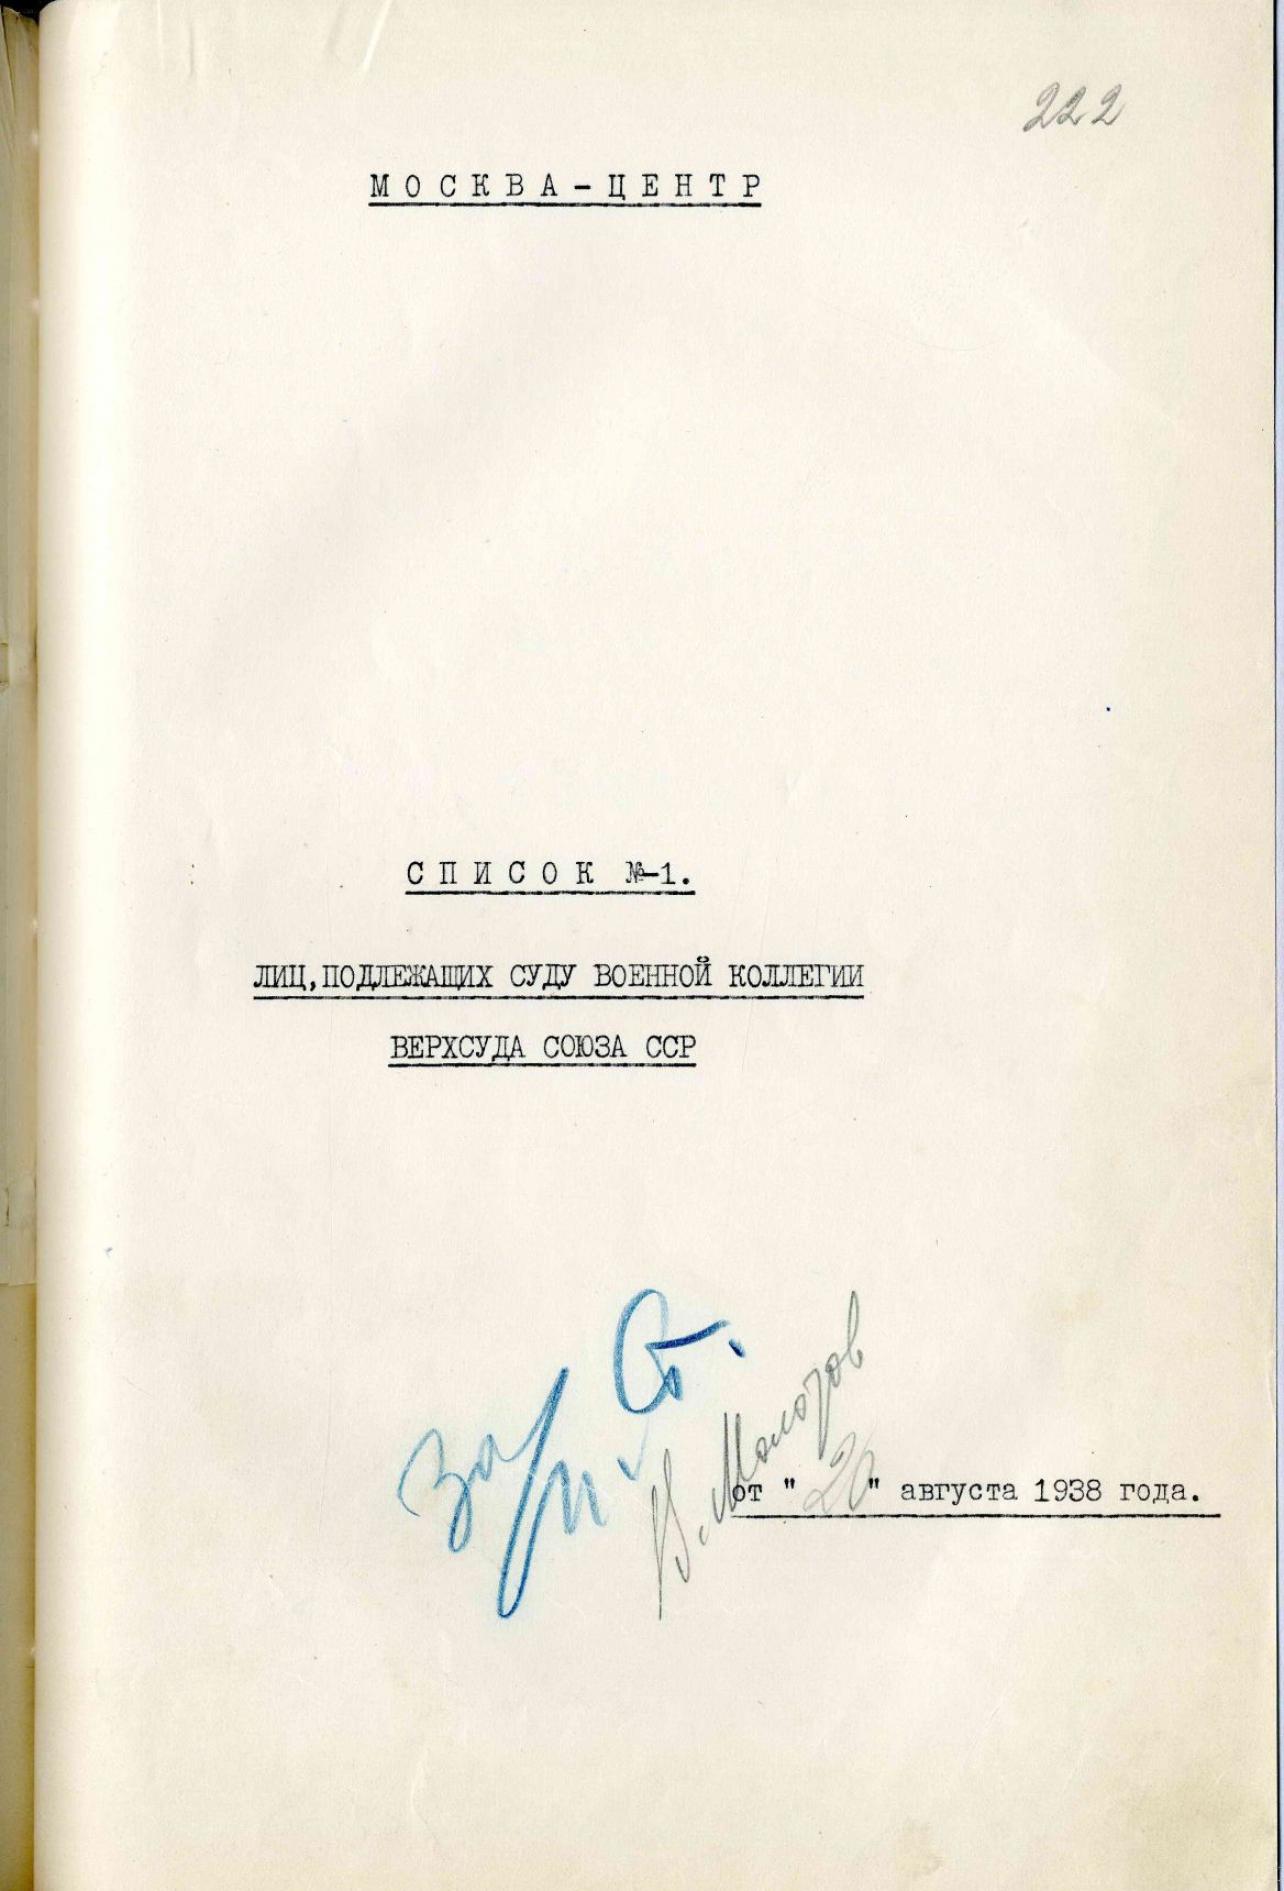 222
МОСКВА-ЦЕНТР
СПИСОК №-1.
ЛИЦ,ПОДЛЕЖАЩИХ СУДУ ВОЕННОЙ КОЛЛЕГИИ
ВЕРХСУДА СОЮЗА ССР
За
В. Молотов
от "20" августа 1938 года.